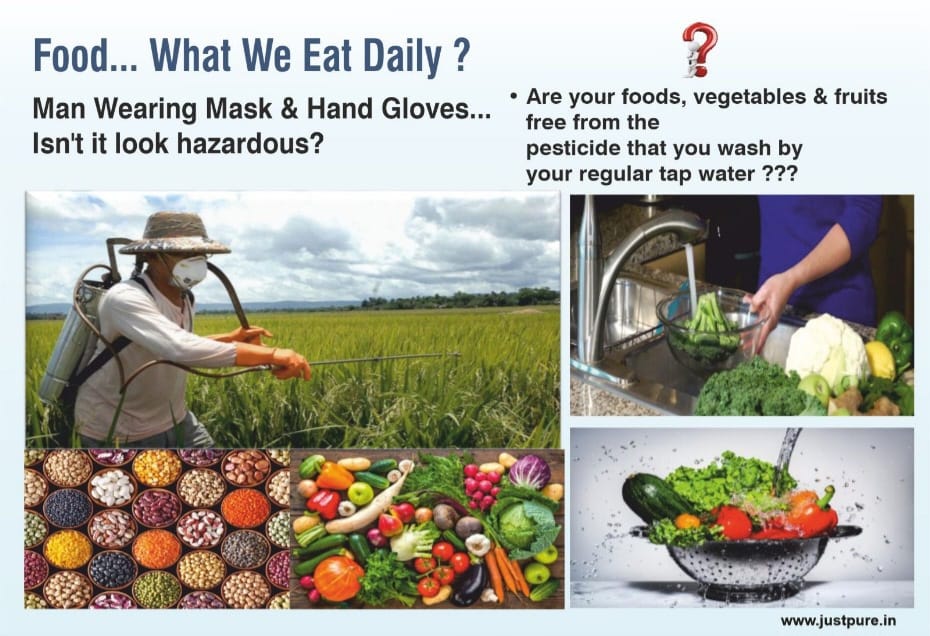 Food... What We Eat Daily ?
Man Wearing Mask & Hand Gloves...
Isn't it look hazardous?
• Are your foods, vegetables & fruits
free from the
pesticide that you wash by
your regular tap water ???
www.justpure.in